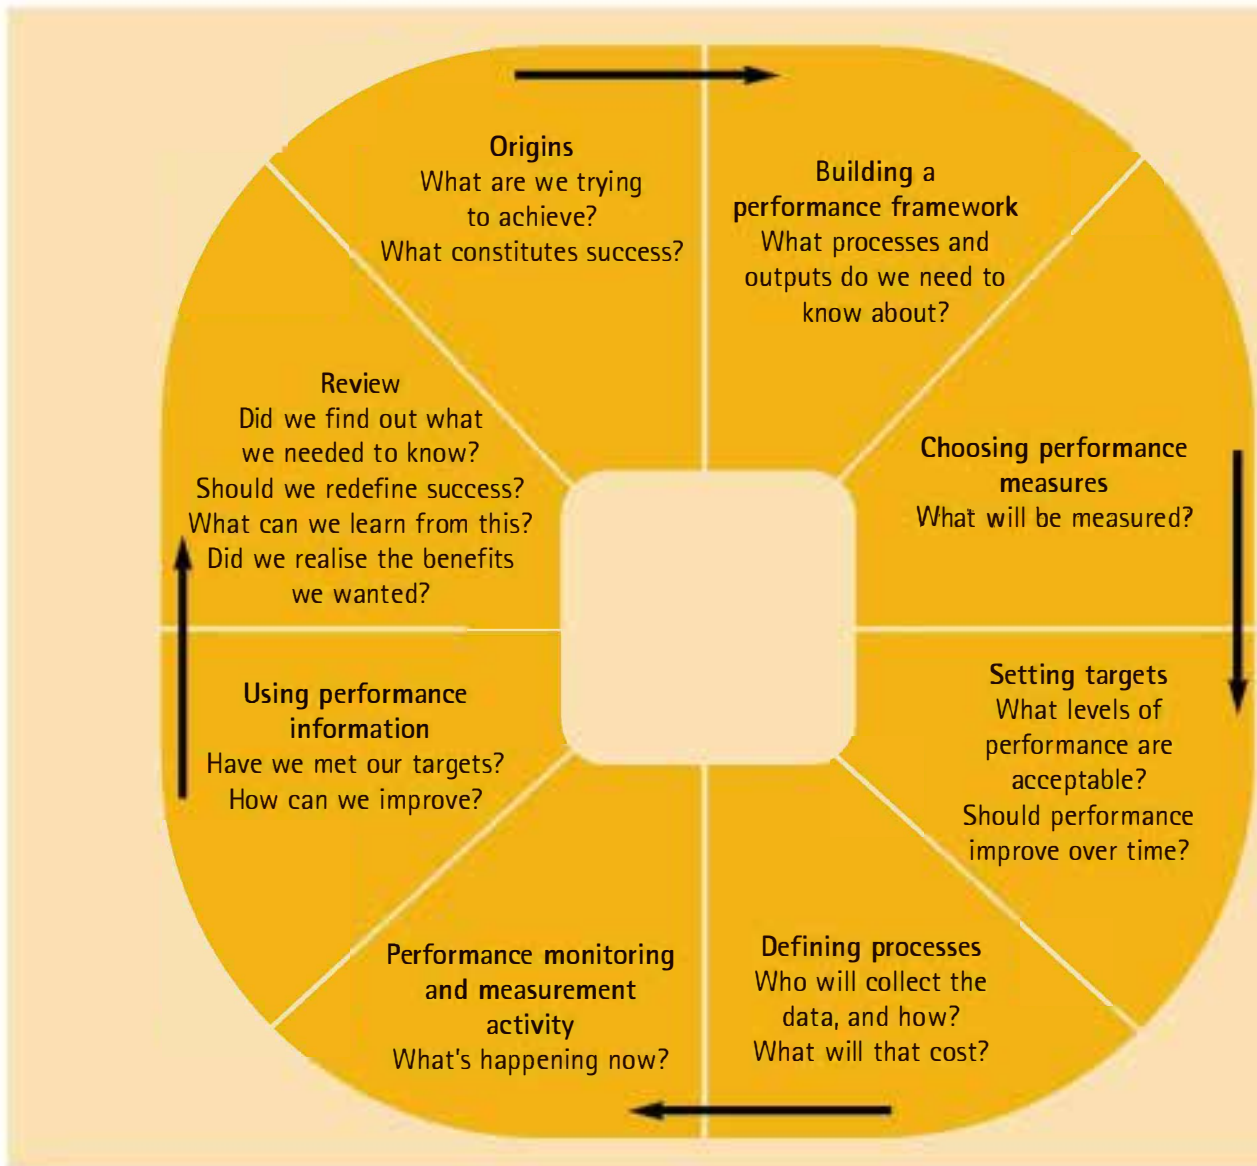 Origins
What are we trying
to achieve?
What constitutes success?
Building a
performance framework
What processes and
outputs do we need to
know about?
Choosing performance
measures
What will be measured?
Setting targets
What levels of
performance are
acceptable?
Should performance
improve over time?
Defining processes
Who will collect the
data, and how?
What will that cost?
Performance monitoring
and measurement
activity
What's happening now?
Using performance
information
Have we met our targets?
How can we improve?
Review
Did we find out what
we needed to know?
Should we redefine success?
What can we learn from this?
Did we realise the benefits
we wanted?